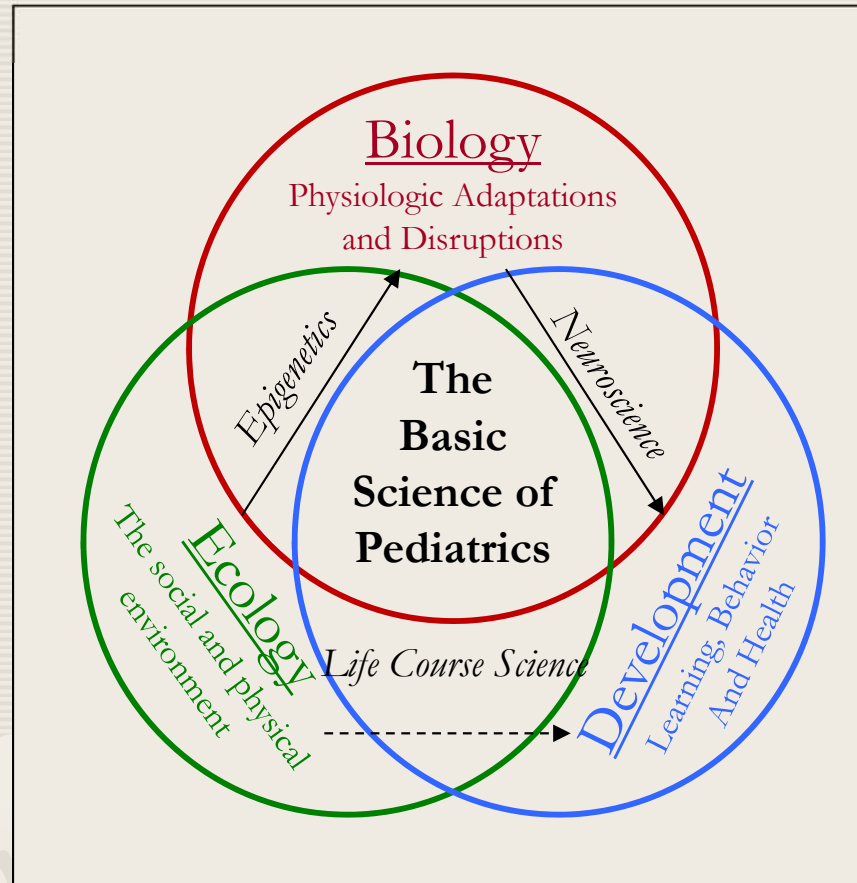 Biology
Physiologic Adaptations
and Disruptions
Epigenetics
Neuroscience
The
Basic
Science of
Pediatrics
Ecology
The social and physical
environment
Development
Learning, Behavior
And Health
Life Course Science